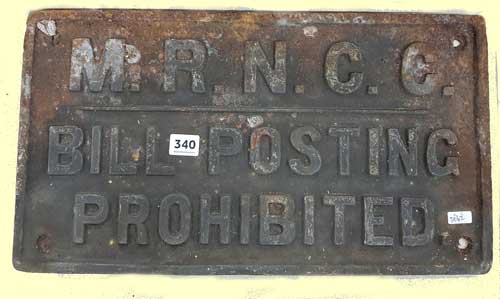 M. R. N. C. C.
BILL POSTING
340
PROHIBITED